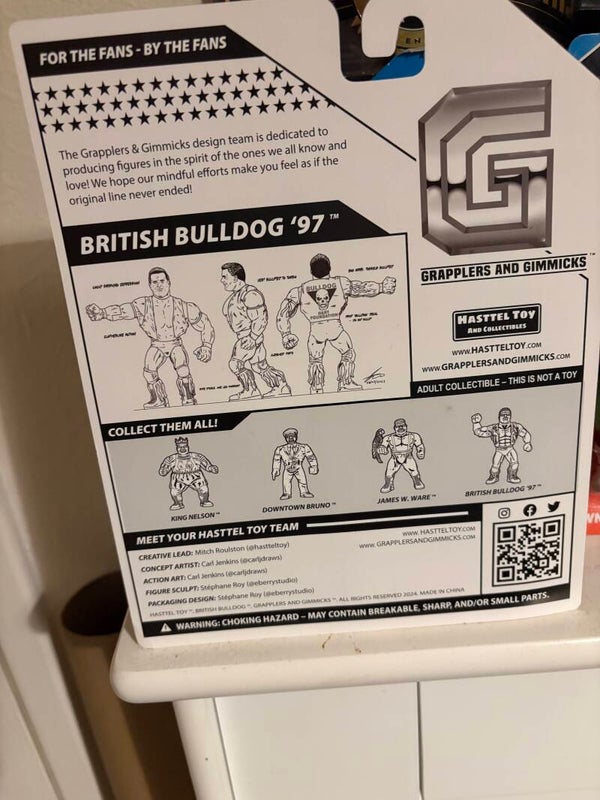 FOR THE FANS - BY THE FANS
The Grapplers & Gimmicks design team is dedicated to
producing figures in the spirit of the ones we all know and
love! We hope our mindful efforts make you feel as if the
original line never ended!
BRITISH BULLDOG '97™
BULLDOG
HART
FOUNDATION
GRAPPLERS AND GIMMICKS™
HASTTEL TOY
AND COLLECTIBLES
WWW.HASTTELTOY.COM
WWW.GRAPPLERSANDGIMMICKS.COM
ADULT COLLECTIBLE – THIS IS NOT A TOY
COLLECT THEM ALL!
KING NELSON™
DOWNTOWN BRUNO™
JAMES W. WARE™
BRITISH BULLDOG '97™
MEET YOUR HASTTEL TOY TEAM
CREATIVE LEAD: Mitch Roulston (@hastteltoy)
CONCEPT ARTIST: Carl Jenkins (@carljdraws)
ACTION ART: Carl Jenkins (@carljdraws)
FIGURE SCULPT: Stéphane Roy (@eberrystudio)
PACKAGING DESIGN: Stéphane Roy (@eberrystudio)
WWW.HASTTELTOY.COM
WWW.GRAPPLERSANDGIMMICKS.COM
HASTTEL TOY™, BRITISH BULLDOG™, GRAPPLERS AND GIMMICKS™, ALL RIGHTS RESERVED 2024. MADE IN CHINA
WARNING: CHOKING HAZARD – MAY CONTAIN BREAKABLE, SHARP, AND/OR SMALL PARTS.